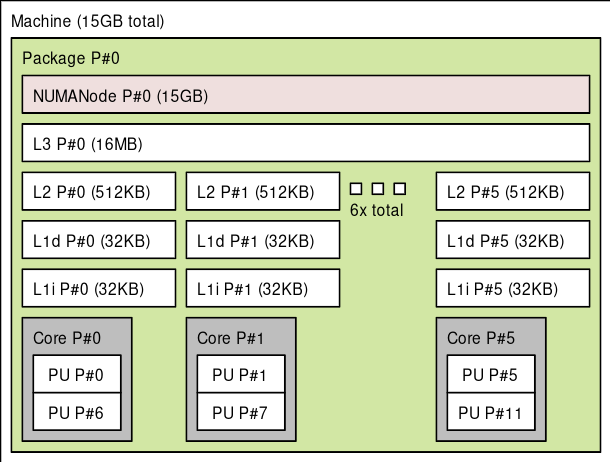 Machine (15GB total)
Package P#0
NUMANode P#0 (15GB)
L3 P#0 (16MB)
L2 P#0 (512KB) L2 P#1 (512KB) L2 P#5 (512KB)
6x total
L1d P#0 (32KB) L1d P#1 (32KB) L1d P#5 (32KB)
L1i P#0 (32KB) L1i P#1 (32KB) L1i P#5 (32KB)
Core P#0 Core P#1 Core P#5
PU P#0 PU P#1 PU P#5
PU P#6 PU P#7 PU P#11